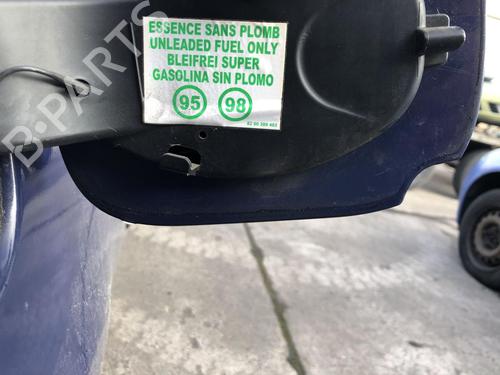 ESSENCE SANS PLOMB
UNLEADED FUEL ONLY
BLEIFREI SUPER
GASOLINA SIN PLOMO
95 98
B-PARTS